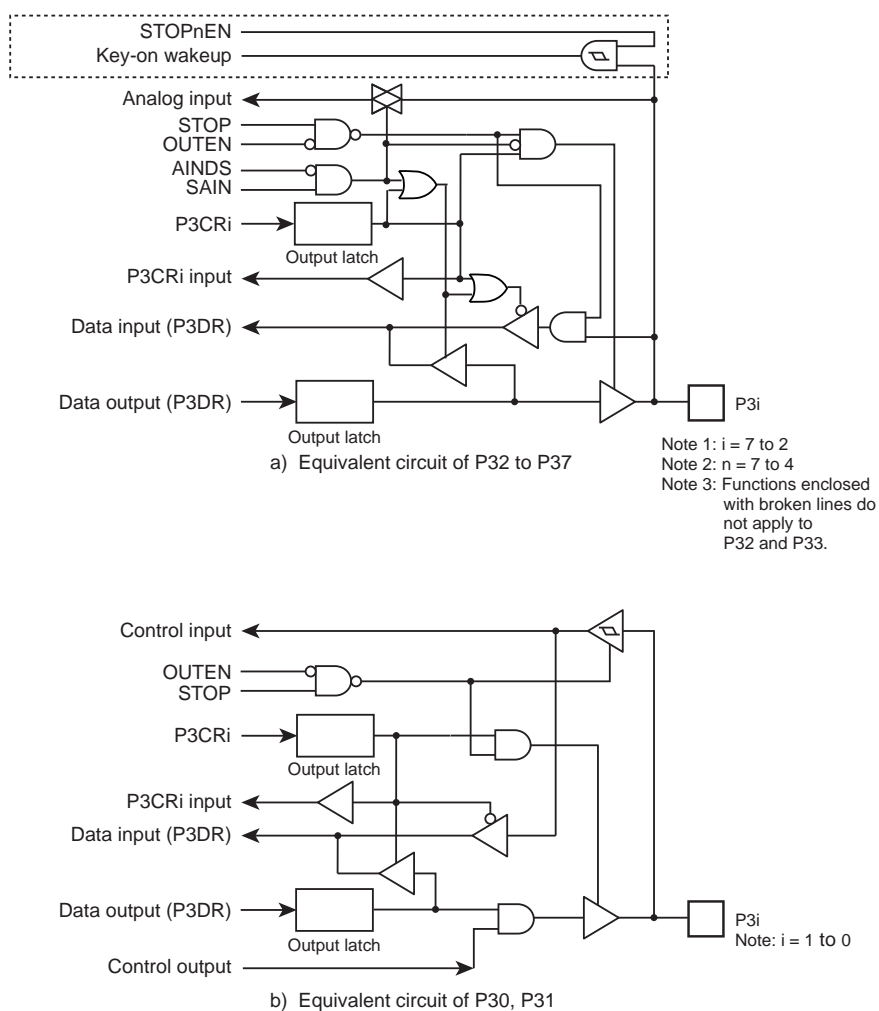 STOPnEN
Key-on wakeup
Analog input
STOP
OUTEN
AINDS
SAIN
P3CRi
Output latch
P3CRi input
Data input (P3DR)
Data output (P3DR)
Output latch
P3i
a) Equivalent circuit of P32 to P37
Note 1: i = 7 to 2
Note 2: n = 7 to 4
Note 3: Functions enclosed
with broken lines do
not apply to
P32 and P33.
Control input
OUTEN
STOP
P3CRi
Output latch
P3CRi input
Data input (P3DR)
Data output (P3DR)
Output latch
Control output
P3i
Note: i = 1 to 0
b) Equivalent circuit of P30, P31